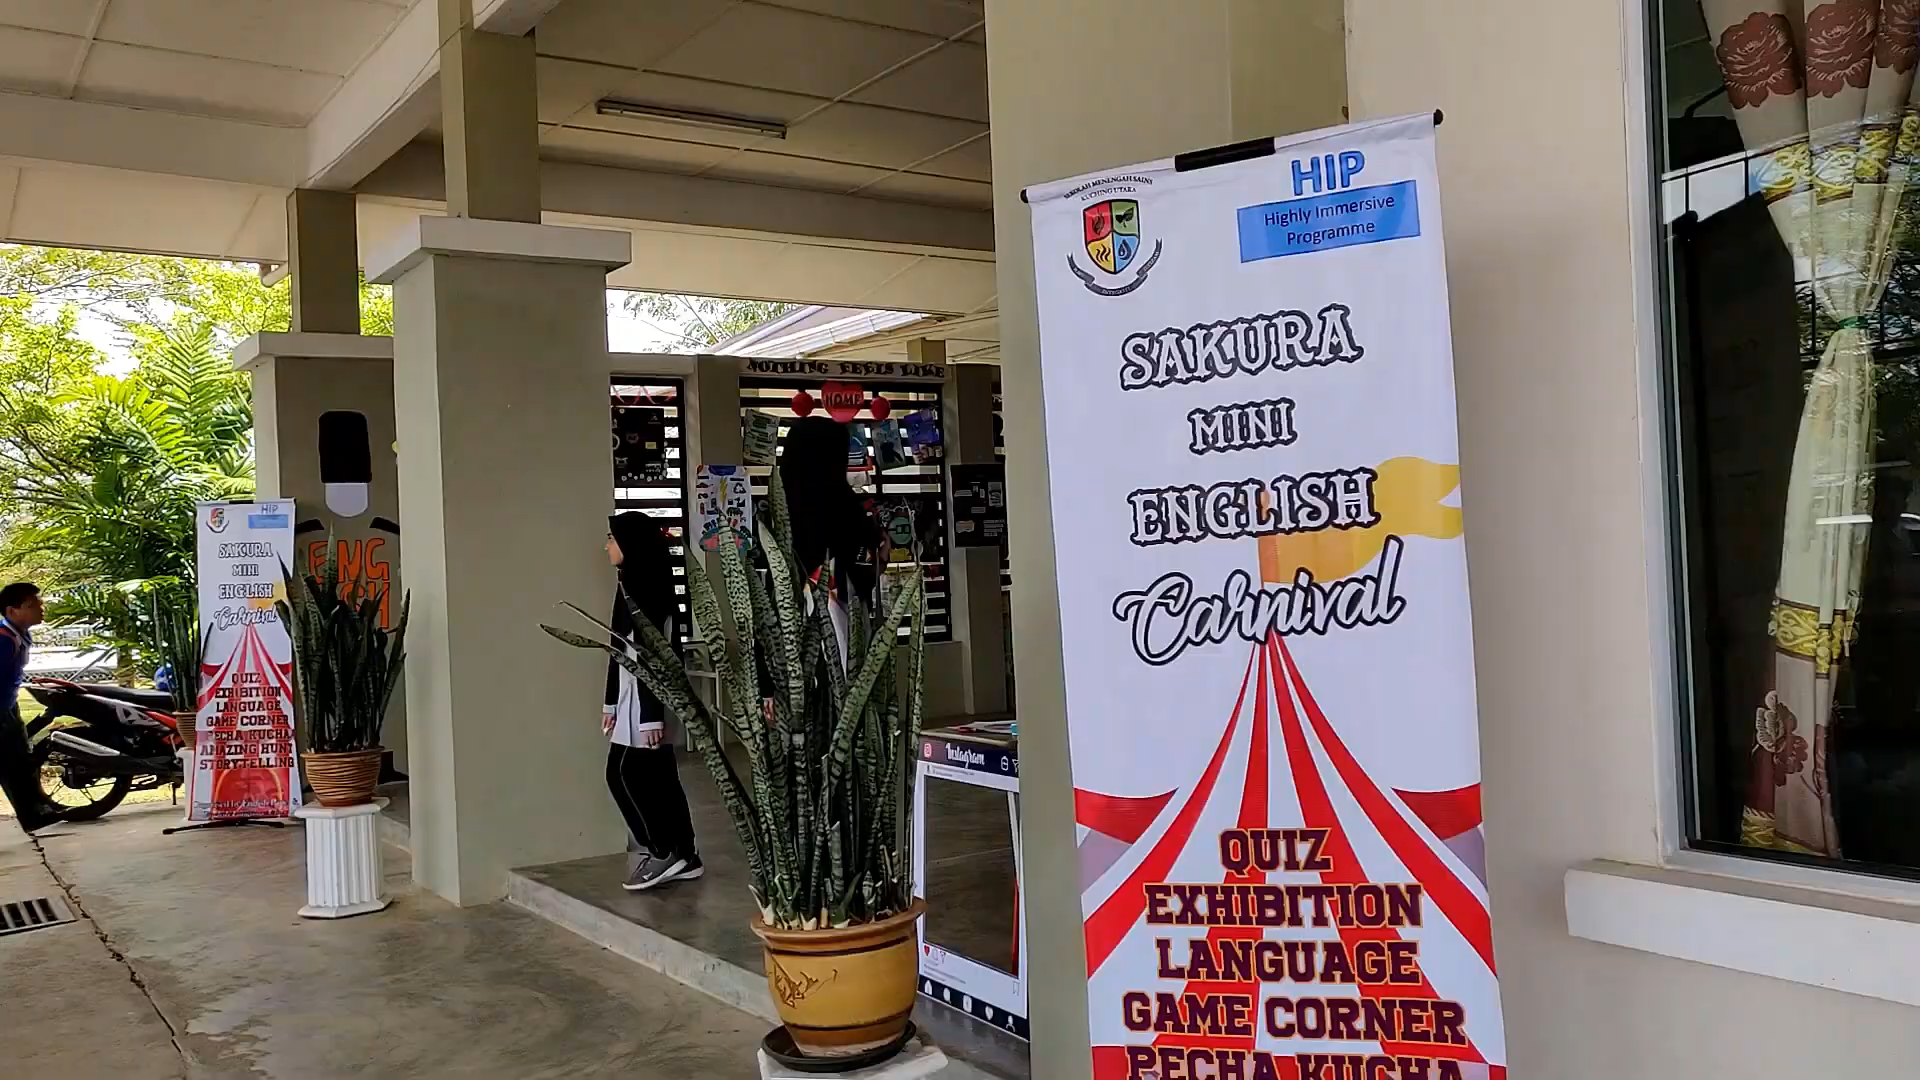 SEKOLAH MENENGAH SAINS
KUCHING UTARA
HIP
Highly Immersive
Programme
SAKURA
MINI
ENGLISH
Carnival
QUIZ
EXHIBITION
LANGUAGE
GAME CORNER
PECHA KUCHA
NOTHING FEELS LIKE
HOME
Instagram
HIP
SAKURA
MINI
ENGLISH
Carnival
QUIZ
EXHIBITION
LANGUAGE
GAME CORNER
PECHA KUCHA
AMAZING HUNT
STORYTELLING
ENG